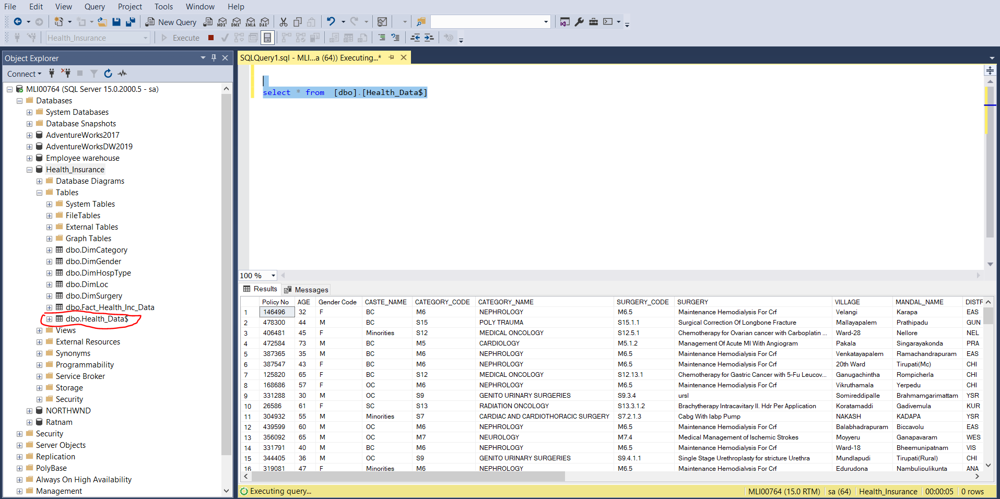 File Edit View Query Project Tools Window Help
New Query MDX DMX XMLA DAX
Health_Insurance Execute
Object Explorer
Connect
MLI00764 (SQL Server 15.0.2000.5 - sa)
Databases
System Databases
Database Snapshots
AdventureWorks2017
AdventureWorksDW2019
Employee warehouse
Health_Insurance
Database Diagrams
Tables
System Tables
FileTables
External Tables
Graph Tables
dbo.DimCategory
dbo.DimGender
dbo.DimHospType
dbo.DimLoc
dbo.DimSurgery
dbo.Fact_Health_Inc_Data
dbo.Health_Data$
Views
External Resources
Synonyms
Programmability
Service Broker
Storage
Security
NORTHWND
Ratnam
Security
Server Objects
Replication
PolyBase
Always On High Availability
Management
SQLQuery1.sql - MLI...a (64)) Executing...*
select * from [dbo].[Health_Data$]
100 %
Results Messages
Policy No AGE Gender Code CASTE_NAME CATEGORY_CODE CATEGORY_NAME SURGERY_CODE SURGERY VILLAGE MANDAL_NAME DISTR
1 146496 32 F BC M6 NEPHROLOGY M6.5 Maintenance Hemodialysis For Crf Velangi Karapa EAS
2 478300 44 M BC S15 POLY TRAUMA S15.1.1 Surgical Correction Of Longbone Fracture Mallayapalem Prathipadu GUN
3 406481 45 F Minorities S12 MEDICAL ONCOLOGY S12.5.1 Chemotherapy for Ovarian cancer with Carboplatin ... Ward-28 Nellore NEL
4 472584 73 M BC M5 CARDIOLOGY M5.1.2 Management Of Acute MI With Angiogram Pakala Singarayakonda PRA
5 387365 35 M BC M6 NEPHROLOGY M6.5 Maintenance Hemodialysis For Crf Venkatayapalem Ramachandrapuram EAS
6 387547 43 F BC M6 NEPHROLOGY M6.5 Maintenance Hemodialysis For Crf 20th Ward Tirupati(Mc) CHI
7 125820 65 F BC S12 MEDICAL ONCOLOGY S12.13.1 Chemotherapy for Gastric Cancer with 5-Fu Leucov... Ganugachintha Rompicherla CHI
8 168686 57 F OC M6 NEPHROLOGY M6.5 Maintenance Hemodialysis For Crf Vikruthamala Yerpedu CHI
9 331288 30 M OC S9 GENITO URINARY SURGERIES S9.3.4 ursl Somireddipalle Brahmamgarimattam YSR
10 26586 61 F SC S13 RADIATION ONCOLOGY S13.3.1.2 Brachytherapy Intracavitary II. Hdr Per Application Koratamaddi Gadivemula KUR
11 304932 55 M Minorities S7 CARDIAC AND CARDIOTHORACIC SURGERY S7.2.1.3 Cabg With Iabp Pump NAKASH KADAPA YSR
12 439599 60 M OC M6 NEPHROLOGY M6.5 Maintenance Hemodialysis For Crf Balabhadrapuram Biccavolu EAS
13 356092 65 M OC M7 NEUROLOGY M7.4 Medical Management of Ischemic Strokes Moyyeru Ganapavaram WES
14 331791 40 M BC M6 NEPHROLOGY M6.5 Maintenance Hemodialysis For Crf Ward-18 Bheemunipatnam VIS
15 344405 36 M OC S9 GENITO URINARY SURGERIES S9.4.1.1 Single Stage Urethroplasty for stricture Urethra Mundlapudi Tirupati(Rural) CHI
16 319081 47 F Minorities M6 NEPHROLOGY M6.5 Maintenance Hemodialysis For Crf Edurudona Nambulipulikunta ANA
Executing query... MLI00764 (15.0 RTM) sa (64) Health_Insurance 00:00:05 0 rows